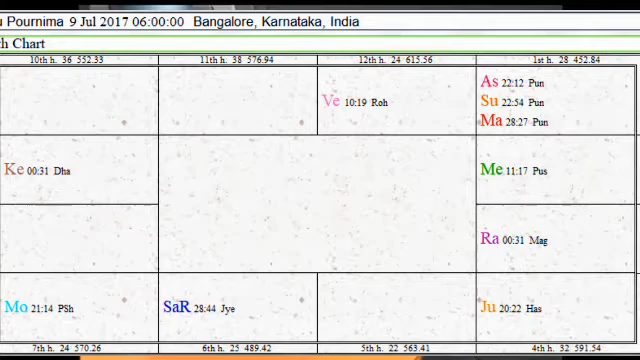 u Pournima 9 Jul 2017 06:00:00 Bangalore, Karnataka, India
h Chart
10th h. 36 552.33 11th h. 38 576.94 12th h. 24 615.56 1st h. 28 452.84
As 22:12 Pun
Ve 10:19 Roh Su 22:54 Pun
Ma 28:27 Pun
Ke 00:31 Dha Me 11:17 Pus
Ra 00:31 Mag
Mo 21:14 PSh SaR 28:44 Jye Ju 20:22 Has
7th h. 24 570.26 6th h. 25 489.42 5th h. 22 563.41 4th h. 32 591.54